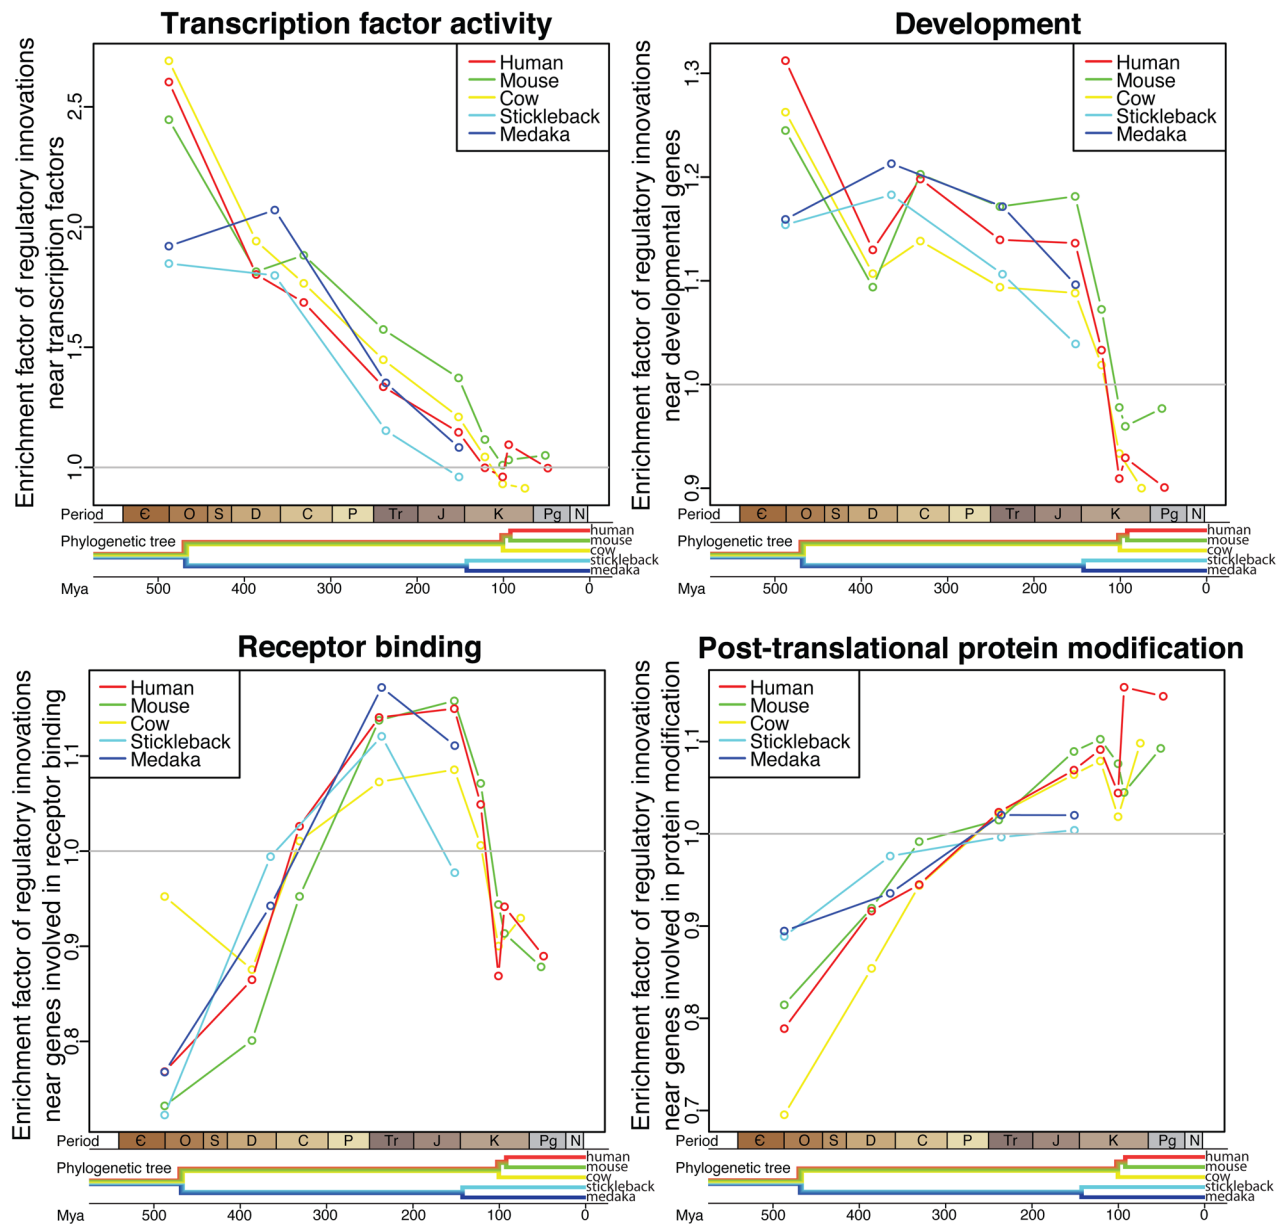 Transcription factor activity
Enrichment factor of regulatory innovations
near transcription factors
2.5
2.0
1.5
1.0
Human
Mouse
Cow
Stickleback
Medaka
Period Є O S D C P Tr J K Pg N
Phylogenetic tree
human
mouse
cow
stickleback
medaka
Mya 500 400 300 200 100 0
Development
Enrichment factor of regulatory innovations
near developmental genes
1.3
1.2
1.1
1.0
0.9
Human
Mouse
Cow
Stickleback
Medaka
Period Є O S D C P Tr J K Pg N
Phylogenetic tree
human
mouse
cow
stickleback
medaka
Mya 500 400 300 200 100 0
Receptor binding
Enrichment factor of regulatory innovations
near genes involved in receptor binding
1.1
1.0
0.9
0.8
Human
Mouse
Cow
Stickleback
Medaka
Period Є O S D C P Tr J K Pg N
Phylogenetic tree
human
mouse
cow
stickleback
medaka
Mya 500 400 300 200 100 0
Post-translational protein modification
Enrichment factor of regulatory innovations
near genes involved in protein modification
1.1
1.0
0.9
0.8
0.7
Human
Mouse
Cow
Stickleback
Medaka
Period Є O S D C P Tr J K Pg N
Phylogenetic tree
human
mouse
cow
stickleback
medaka
Mya 500 400 300 200 100 0